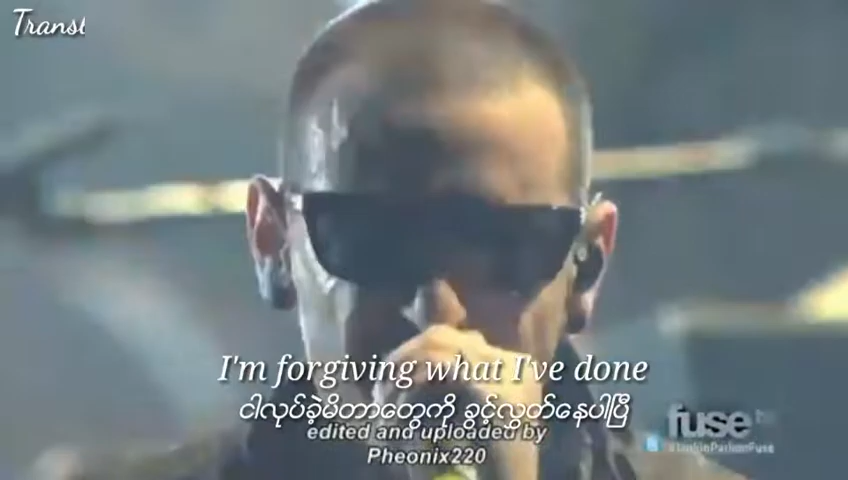 Transl
I'm forgiving what I've done
ငါလုပ်ခဲ့မိတာတွေကို ခွင့်လွှတ်နေပါပြီ
edited and uploaded by
Pheonix220
fuse
#LinkinParkonFuse